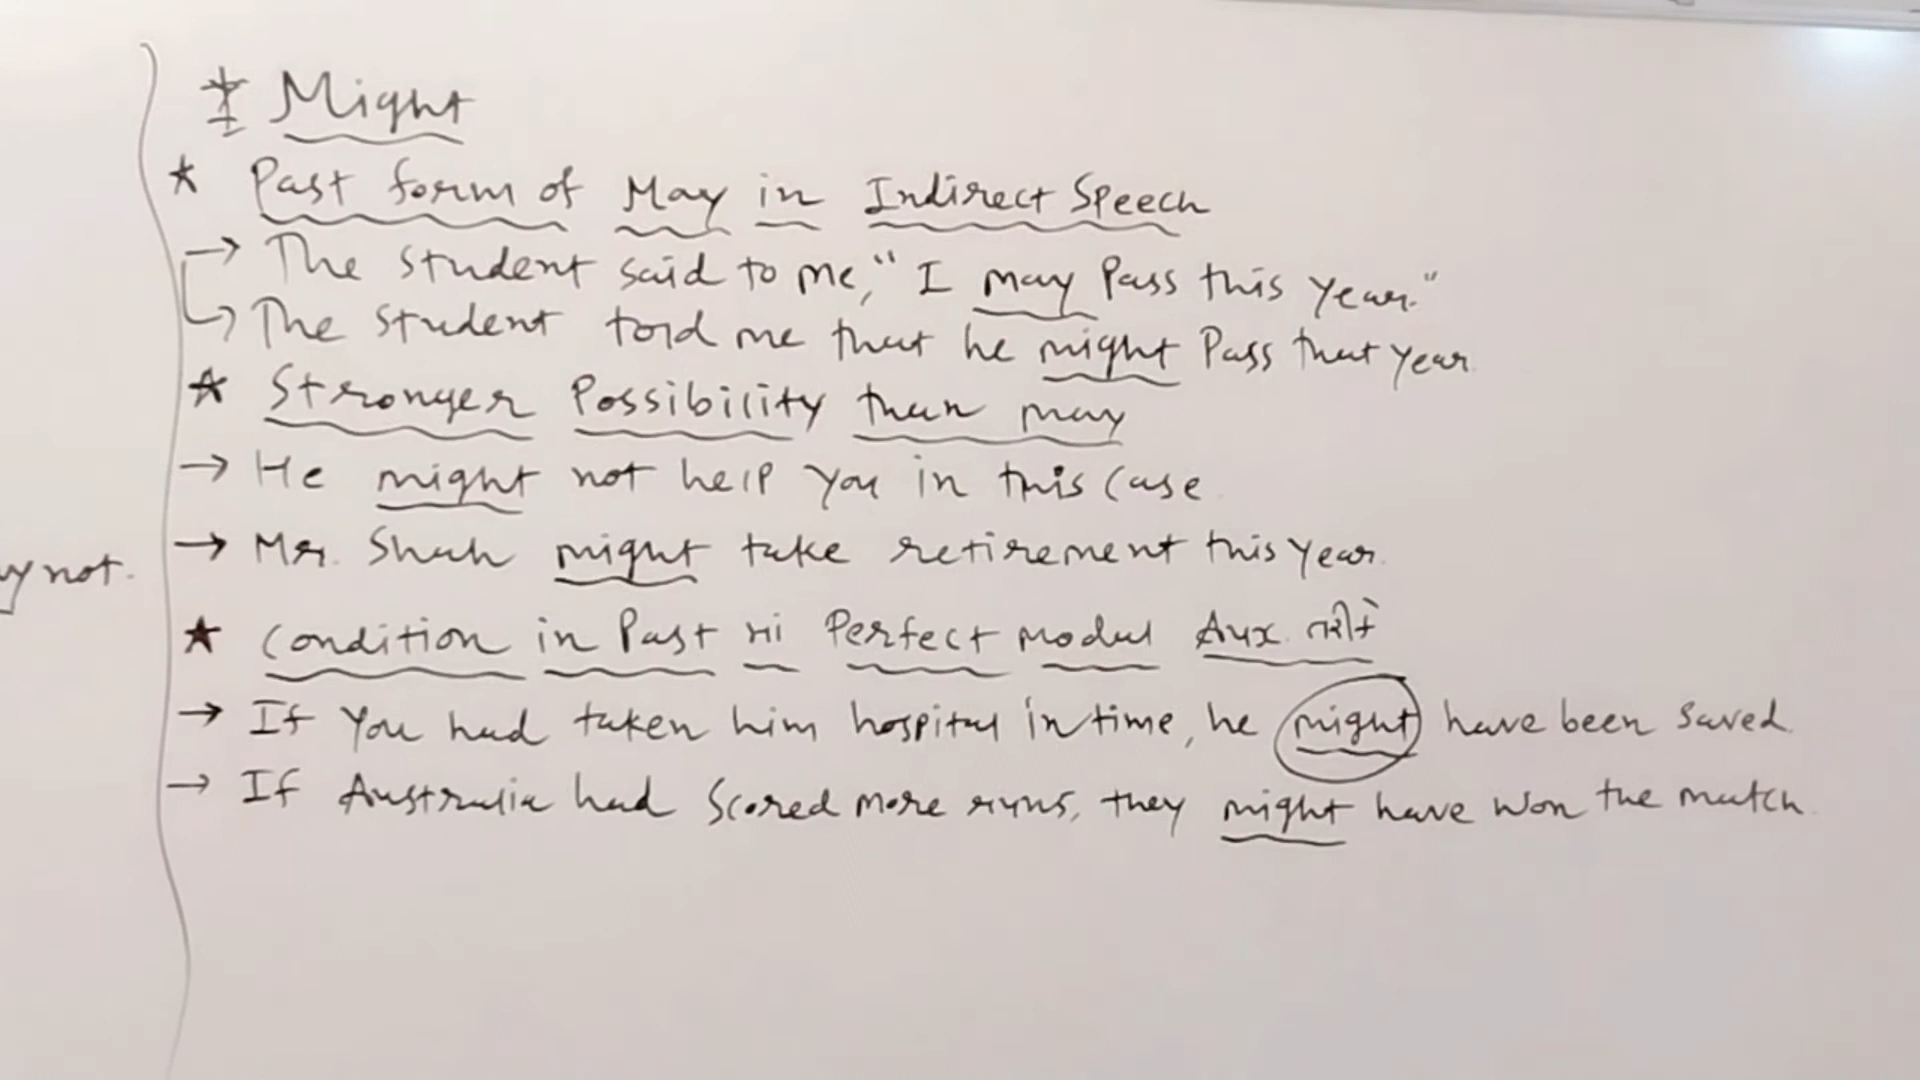 * Might
* Past form of May in Indirect Speech
→ The student said to me, "I may Pass this year."
→ The student told me that he might Pass that year
* Stronger Possibility than may
→ He might not help you in this case.
→ Mr. Shah might take retirement this year.
not.
* Condition in Past માં Perfect Modal Aux. તરીકે
→ If you had taken him hospital in time, he might have been saved
→ If Australia had scored more runs, they might have won the match.